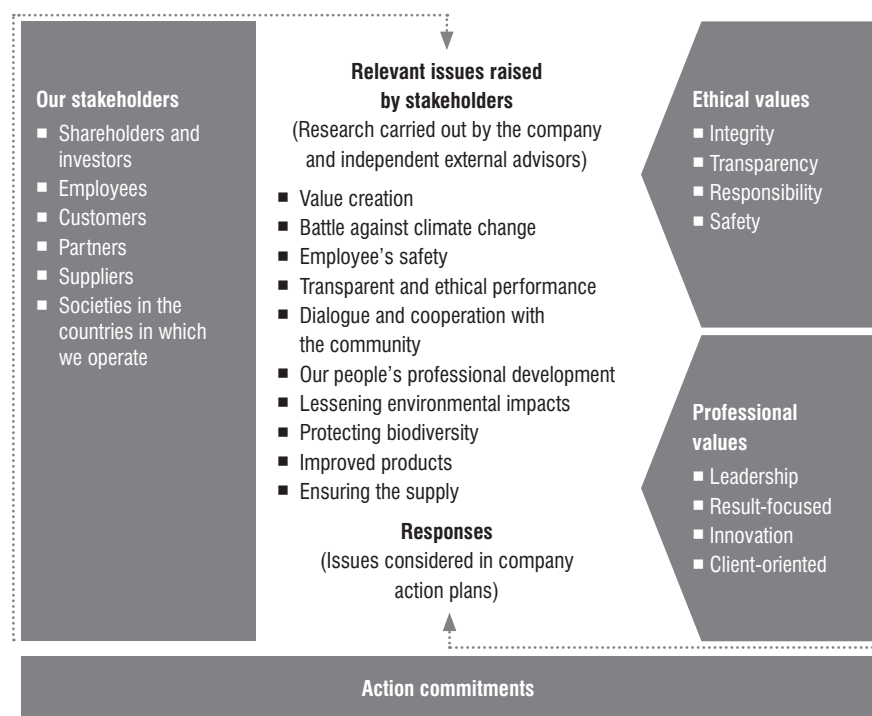 Our stakeholders
■ Shareholders and
investors
■ Employees
■ Customers
■ Partners
■ Suppliers
■ Societies in the
countries in which
we operate
Relevant issues raised
by stakeholders
(Research carried out by the company
and independent external advisors)
■ Value creation
■ Battle against climate change
■ Employee's safety
■ Transparent and ethical performance
■ Dialogue and cooperation with
the community
■ Our people's professional development
■ Lessening environmental impacts
■ Protecting biodiversity
■ Improved products
■ Ensuring the supply
Responses
(Issues considered in company
action plans)
Ethical values
■ Integrity
■ Transparency
■ Responsibility
■ Safety
Professional
values
■ Leadership
■ Result-focused
■ Innovation
■ Client-oriented
Action commitments